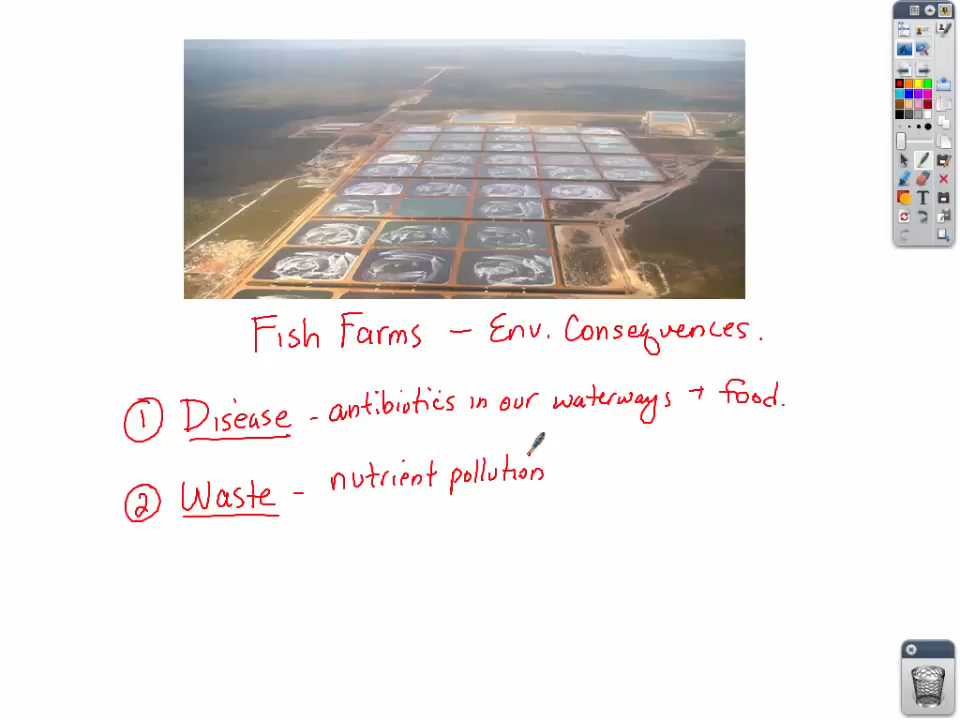 Fish Farms - Env. Consequences.
① Disease - antibiotics in our waterways + food.
② Waste - nutrient pollution